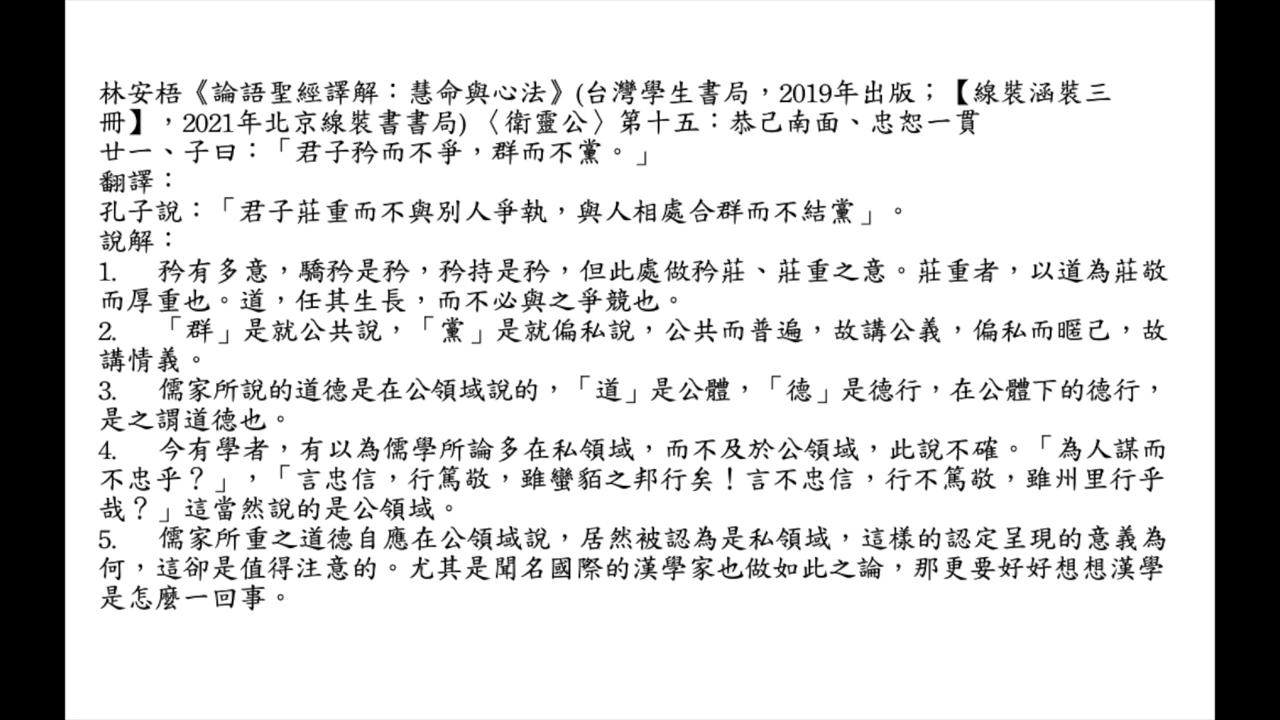 林安梧《論語聖經譯解：慧命與心法》(台灣學生書局，2019年出版；【線裝涵裝三
冊】，2021年北京線裝書書局) 〈衛靈公〉第十五：恭己南面、忠恕一貫
廿一、子曰：「君子矜而不爭，群而不黨。」
翻譯：
孔子說：「君子莊重而不與別人爭執，與人相處合群而不結黨」。
說解：
1. 矜有多意，驕矜是矜，矜持是矜，但此處做矜莊、莊重之意。莊重者，以道為莊敬
而厚重也。道，任其生長，而不必與之爭競也。
2. 「群」是就公共說，「黨」是就偏私說，公共而普遍，故講公義，偏私而暱己，故
講情義。
3. 儒家所說的道德是在公領域說的，「道」是公體，「德」是德行，在公體下的德行，
是之謂道德也。
4. 今有學者，有以為儒學所論多在私領域，而不及於公領域，此說不確。「為人謀而
不忠乎？」，「言忠信，行篤敬，雖蠻貊之邦行矣！言不忠信，行不篤敬，雖州里行乎
哉？」這當然說的是公領域。
5. 儒家所重之道德自應在公領域說，居然被認為是私領域，這樣的認定呈現的意義為
何，這卻是值得注意的。尤其是聞名國際的漢學家也做如此之論，那更要好好想想漢學
是怎麼一回事。